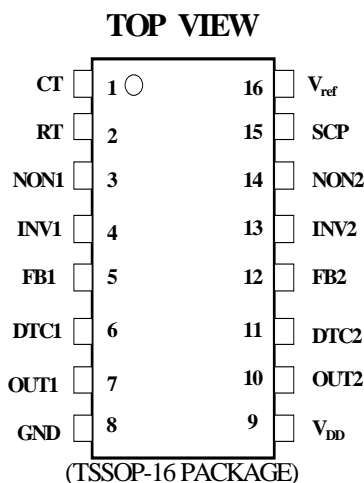 TOP VIEW
CT 1 16 Vref
RT 2 15 SCP
NON1 3 14 NON2
INV1 4 13 INV2
FB1 5 12 FB2
DTC1 6 11 DTC2
OUT1 7 10 OUT2
GND 8 9 VDD
(TSSOP-16 PACKAGE)